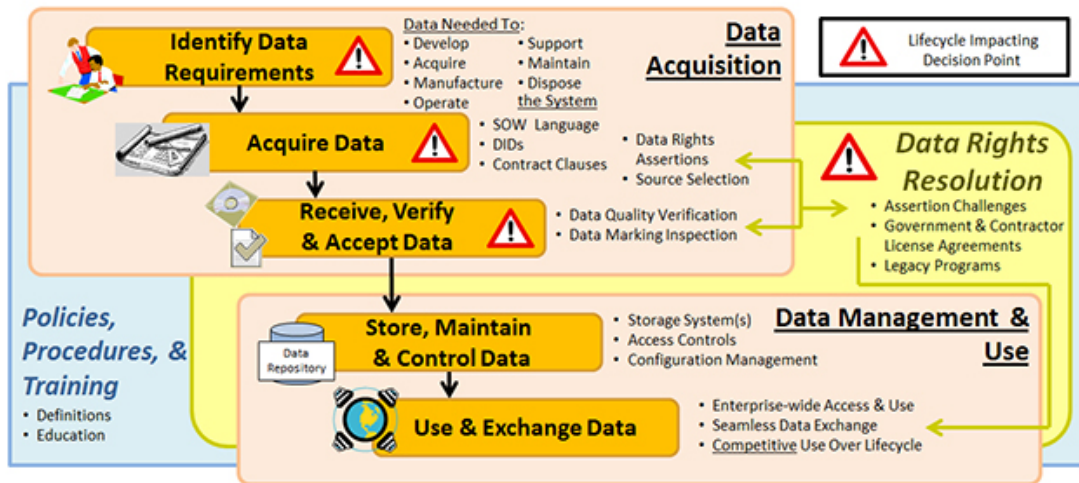 Identify Data
Requirements
Data Needed To:
• Develop
• Acquire
• Manufacture
• Operate
• Support
• Maintain
• Dispose
the System
Data
Acquisition
Lifecycle Impacting
Decision Point
Acquire Data
• SOW Language
• DIDs
• Contract Clauses
• Data Rights
Assertions
• Source Selection
Data Rights
Resolution
• Assertion Challenges
• Government & Contractor
License Agreements
• Legacy Programs
Receive, Verify
& Accept Data
• Data Quality Verification
• Data Marking Inspection
Policies,
Procedures, &
Training
• Definitions
• Education
Data
Repository
Store, Maintain
& Control Data
• Storage System(s)
• Access Controls
• Configuration Management
Data Management &
Use
Use & Exchange Data
• Enterprise-wide Access & Use
• Seamless Data Exchange
• Competitive Use Over Lifecycle